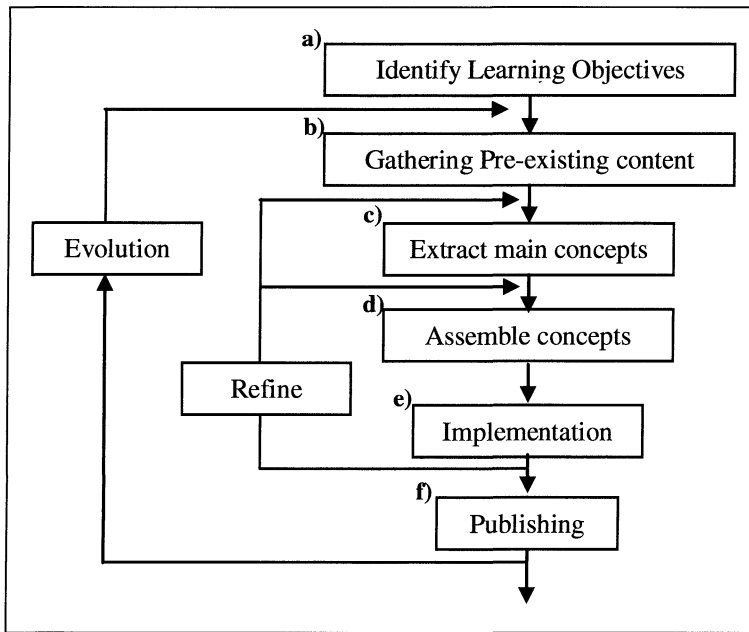 a)
Identify Learning Objectives
b)
Gathering Pre-existing content
c)
Evolution
Extract main concepts
d)
Assemble concepts
Refine
e)
Implementation
f)
Publishing